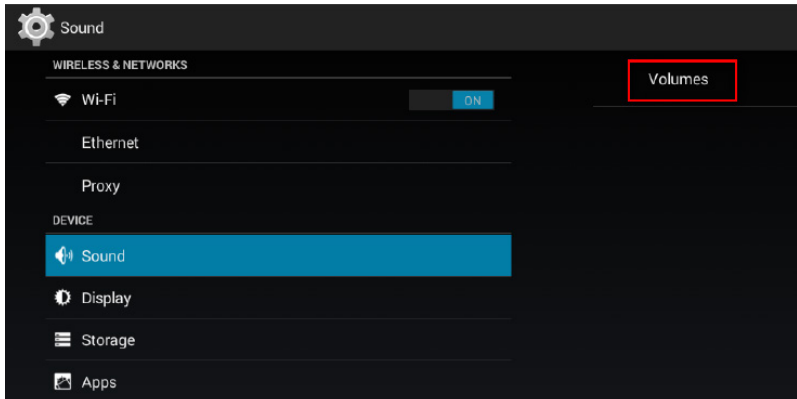 Sound
WIRELESS & NETWORKS
Wi-Fi
ON
Ethernet
Proxy
DEVICE
Sound
Display
Storage
Apps
Volumes